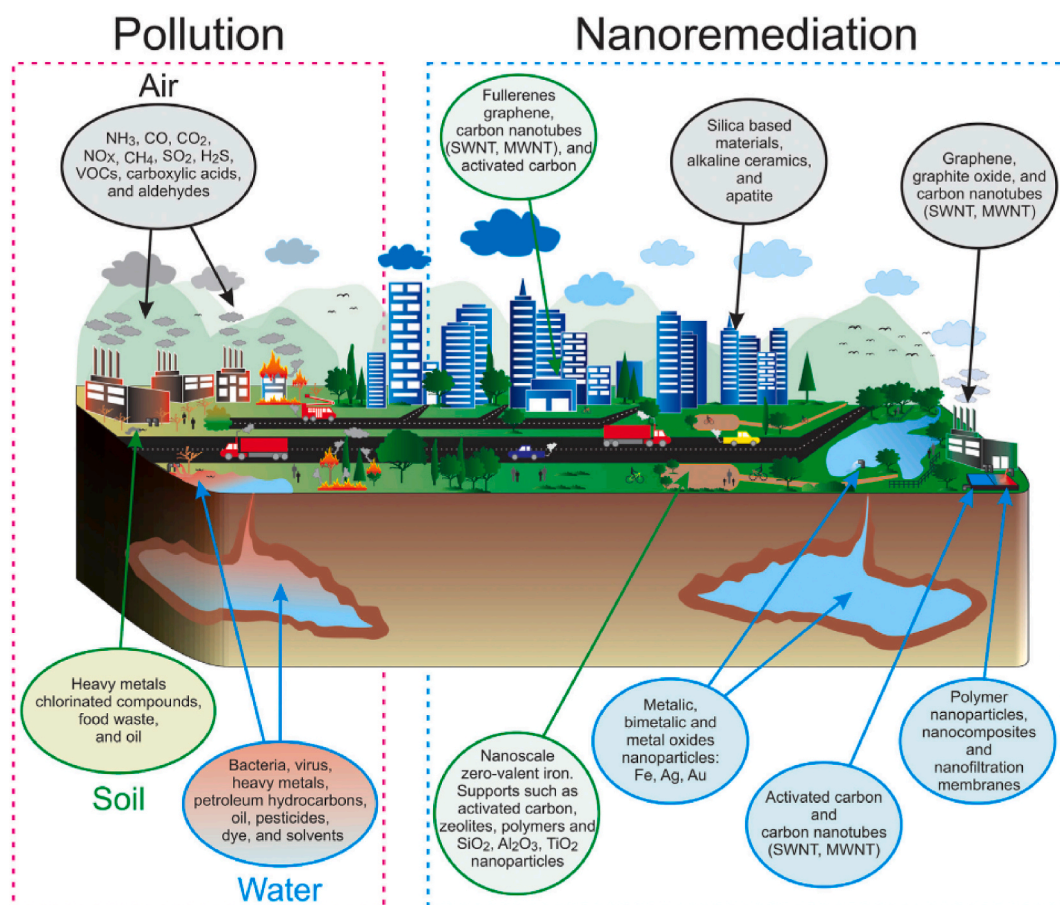 Pollution
Nanoremediation
Air
NH₃, CO, CO₂,
NOx, CH₄, SO₂, H₂S,
VOCs, carboxylic acids,
and aldehydes
Fullerenes
graphene,
carbon nanotubes
(SWNT, MWNT), and
activated carbon
Silica based
materials,
alkaline ceramics,
and
apatite
Graphene,
graphite oxide, and
carbon nanotubes
(SWNT, MWNT)
Heavy metals
chlorinated compounds,
food waste,
and oil
Soil
Bacteria, virus,
heavy metals,
petroleum hydrocarbons,
oil, pesticides,
dye, and solvents
Water
Nanoscale
zero-valent iron.
Supports such as
activated carbon,
zeolites, polymers and
SiO₂, Al₂O₃, TiO₂
nanoparticles
Metalic,
bimetalic and
metal oxides
nanoparticles:
Fe, Ag, Au
Activated carbon
and
carbon nanotubes
(SWNT, MWNT)
Polymer
nanoparticles,
nanocomposites
and
nanofiltration
membranes